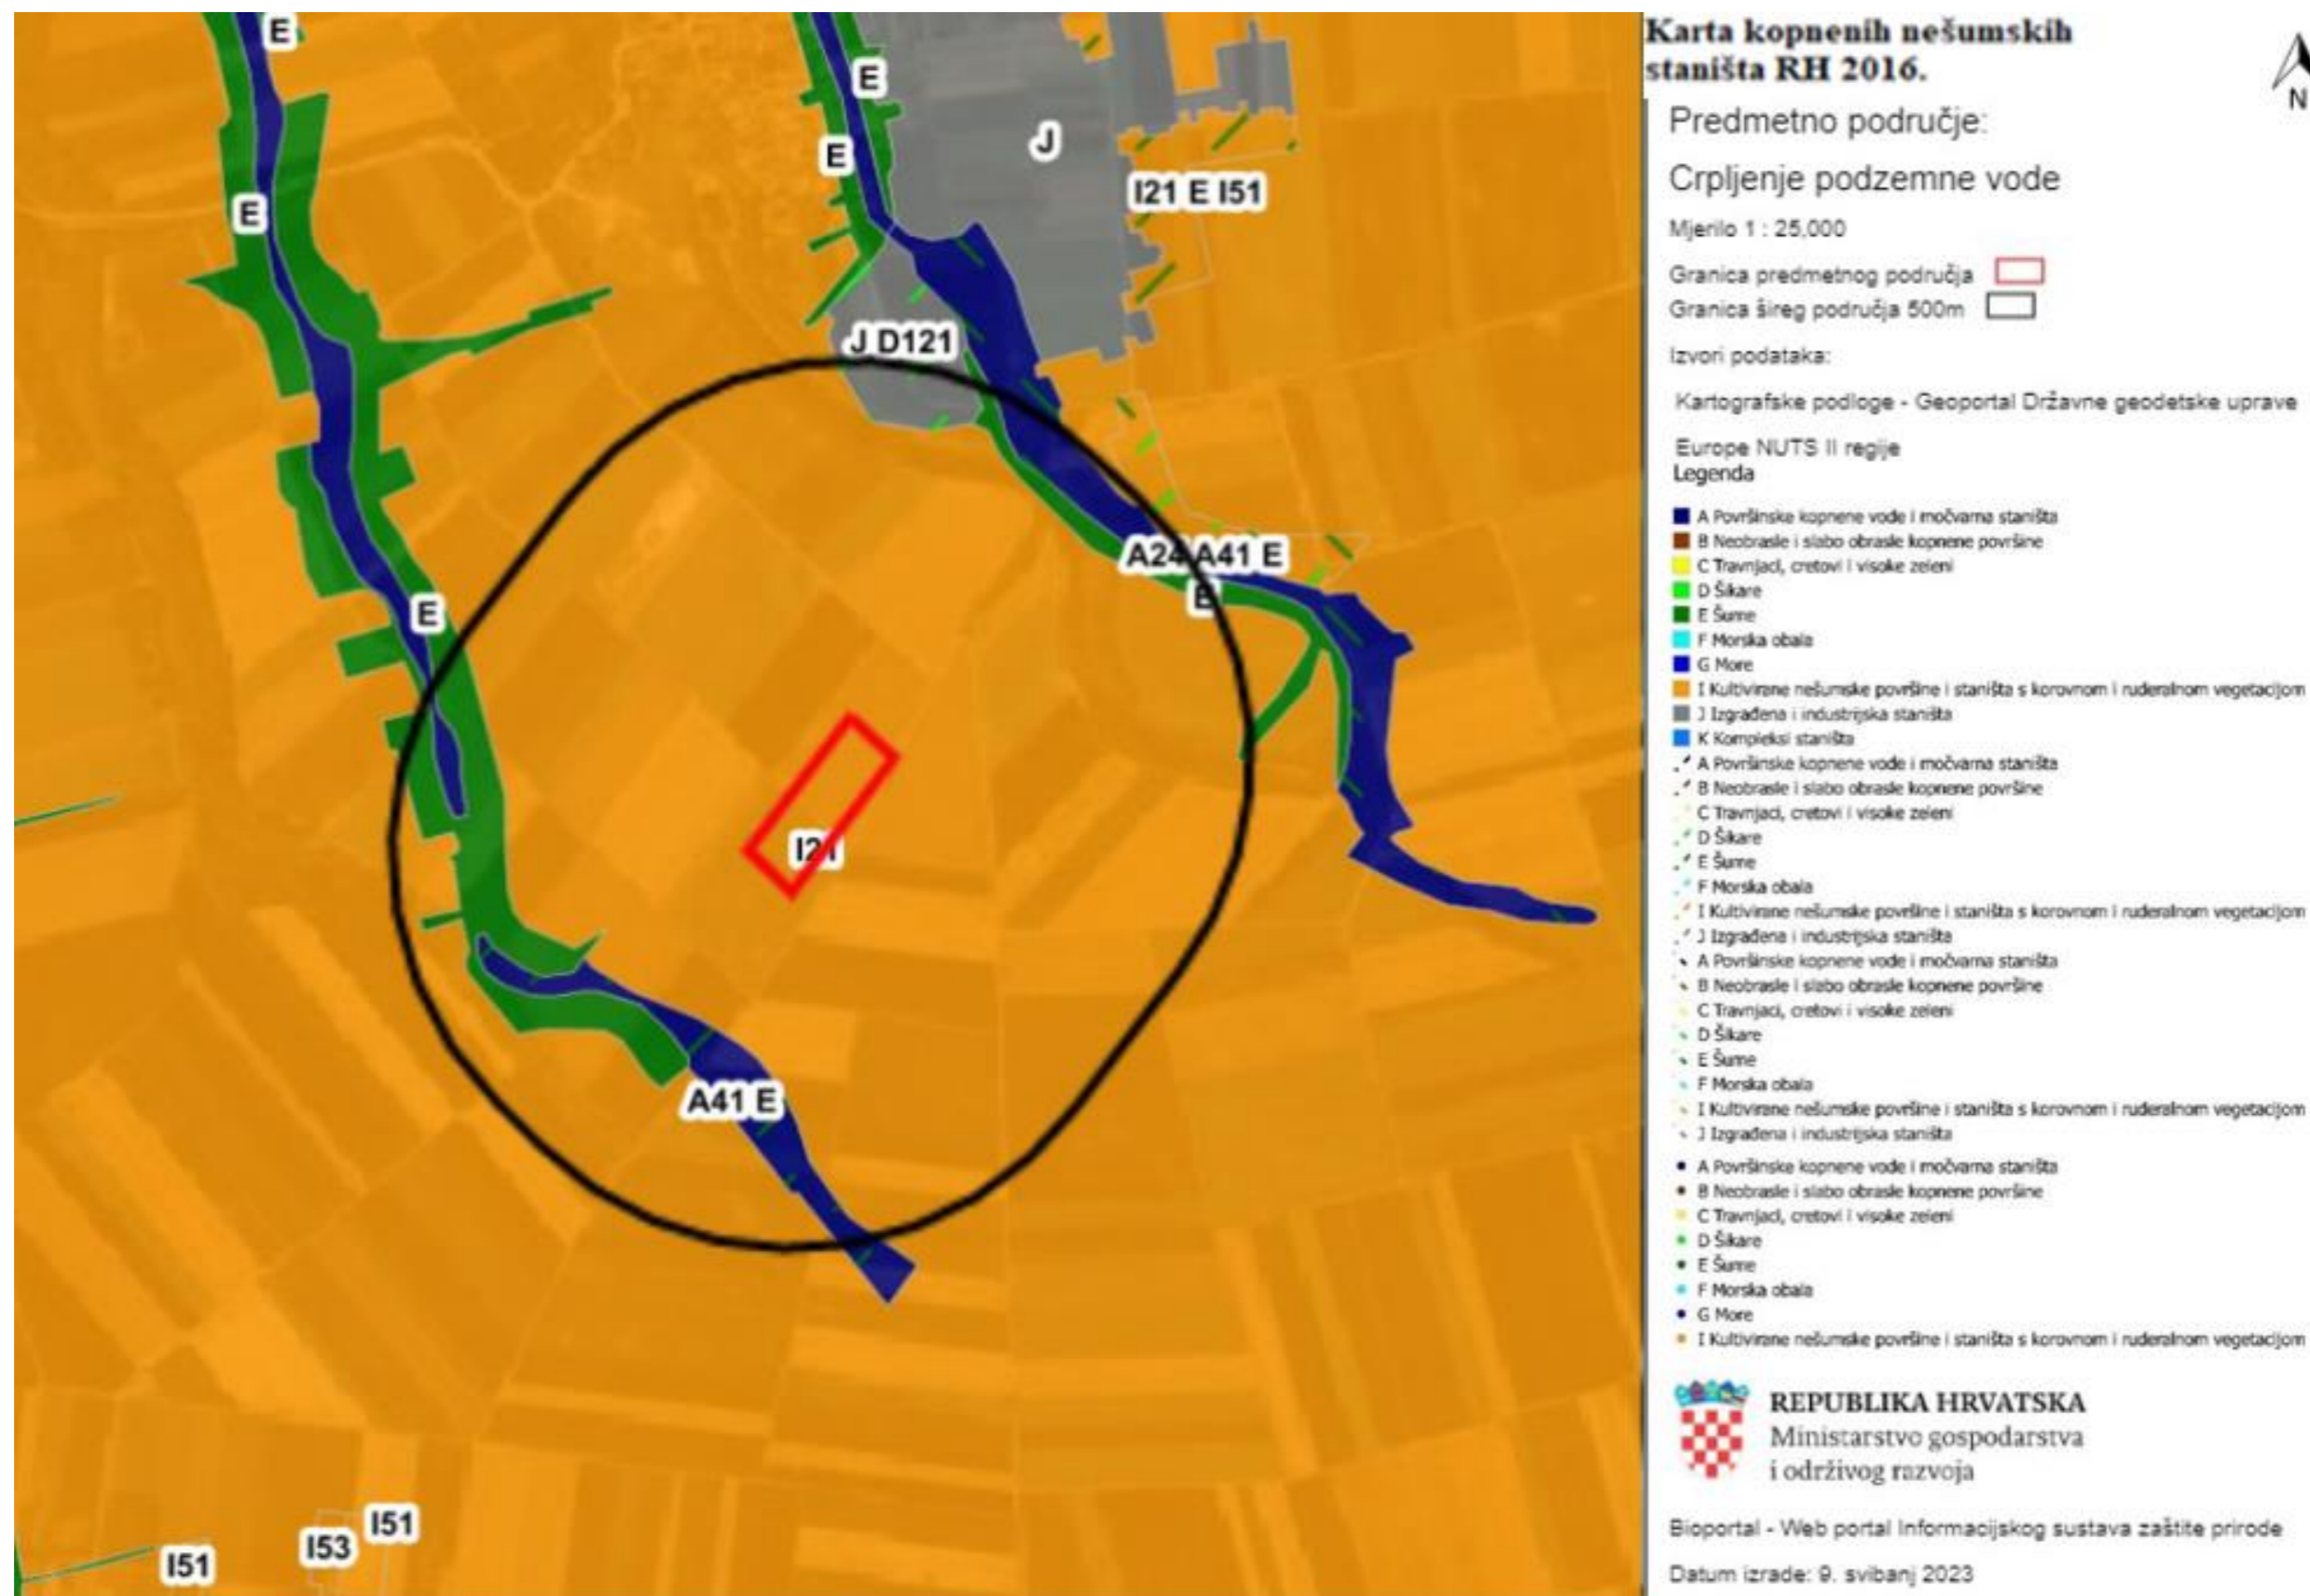 E
E
E
J
I21 E I51
E
J D121
A24 A41 E
E
E
I21
A41 E
I51
I53
I51
Karta kopnenih nešumskih
staništa RH 2016.
N
Predmetno područje:
Crpljenje podzemne vode
Mjerilo 1 : 25,000
Granica predmetnog područja
Granica šireg područja 500m
Izvori podataka:
Kartografske podloge - Geoportal Državne geodetske uprave
Europe NUTS II regije
Legenda
A Površinske kopnene vode i močvarna staništa
B Neobrasle i slabo obrasle kopnene površine
C Travnjaci, cretovi i visoke zeleni
D Šikare
E Šume
F Morska obala
G More
I Kultivirane nešumske površine i staništa s korovnom i ruderalnom vegetacijom
J Izgrađena i industrijska staništa
K Kompleksi staništa
A Površinske kopnene vode i močvarna staništa
B Neobrasle i slabo obrasle kopnene površine
C Travnjaci, cretovi i visoke zeleni
D Šikare
E Šume
F Morska obala
I Kultivirane nešumske površine i staništa s korovnom i ruderalnom vegetacijom
J Izgrađena i industrijska staništa
A Površinske kopnene vode i močvarna staništa
B Neobrasle i slabo obrasle kopnene površine
C Travnjaci, cretovi i visoke zeleni
D Šikare
E Šume
F Morska obala
I Kultivirane nešumske površine i staništa s korovnom i ruderalnom vegetacijom
J Izgrađena i industrijska staništa
A Površinske kopnene vode i močvarna staništa
B Neobrasle i slabo obrasle kopnene površine
C Travnjaci, cretovi i visoke zeleni
D Šikare
E Šume
F Morska obala
G More
I Kultivirane nešumske površine i staništa s korovnom i ruderalnom vegetacijom
REPUBLIKA HRVATSKA
Ministarstvo gospodarstva
i održivog razvoja
Bioportal - Web portal Informacijskog sustava zaštite prirode
Datum izrade: 9. svibanj 2023